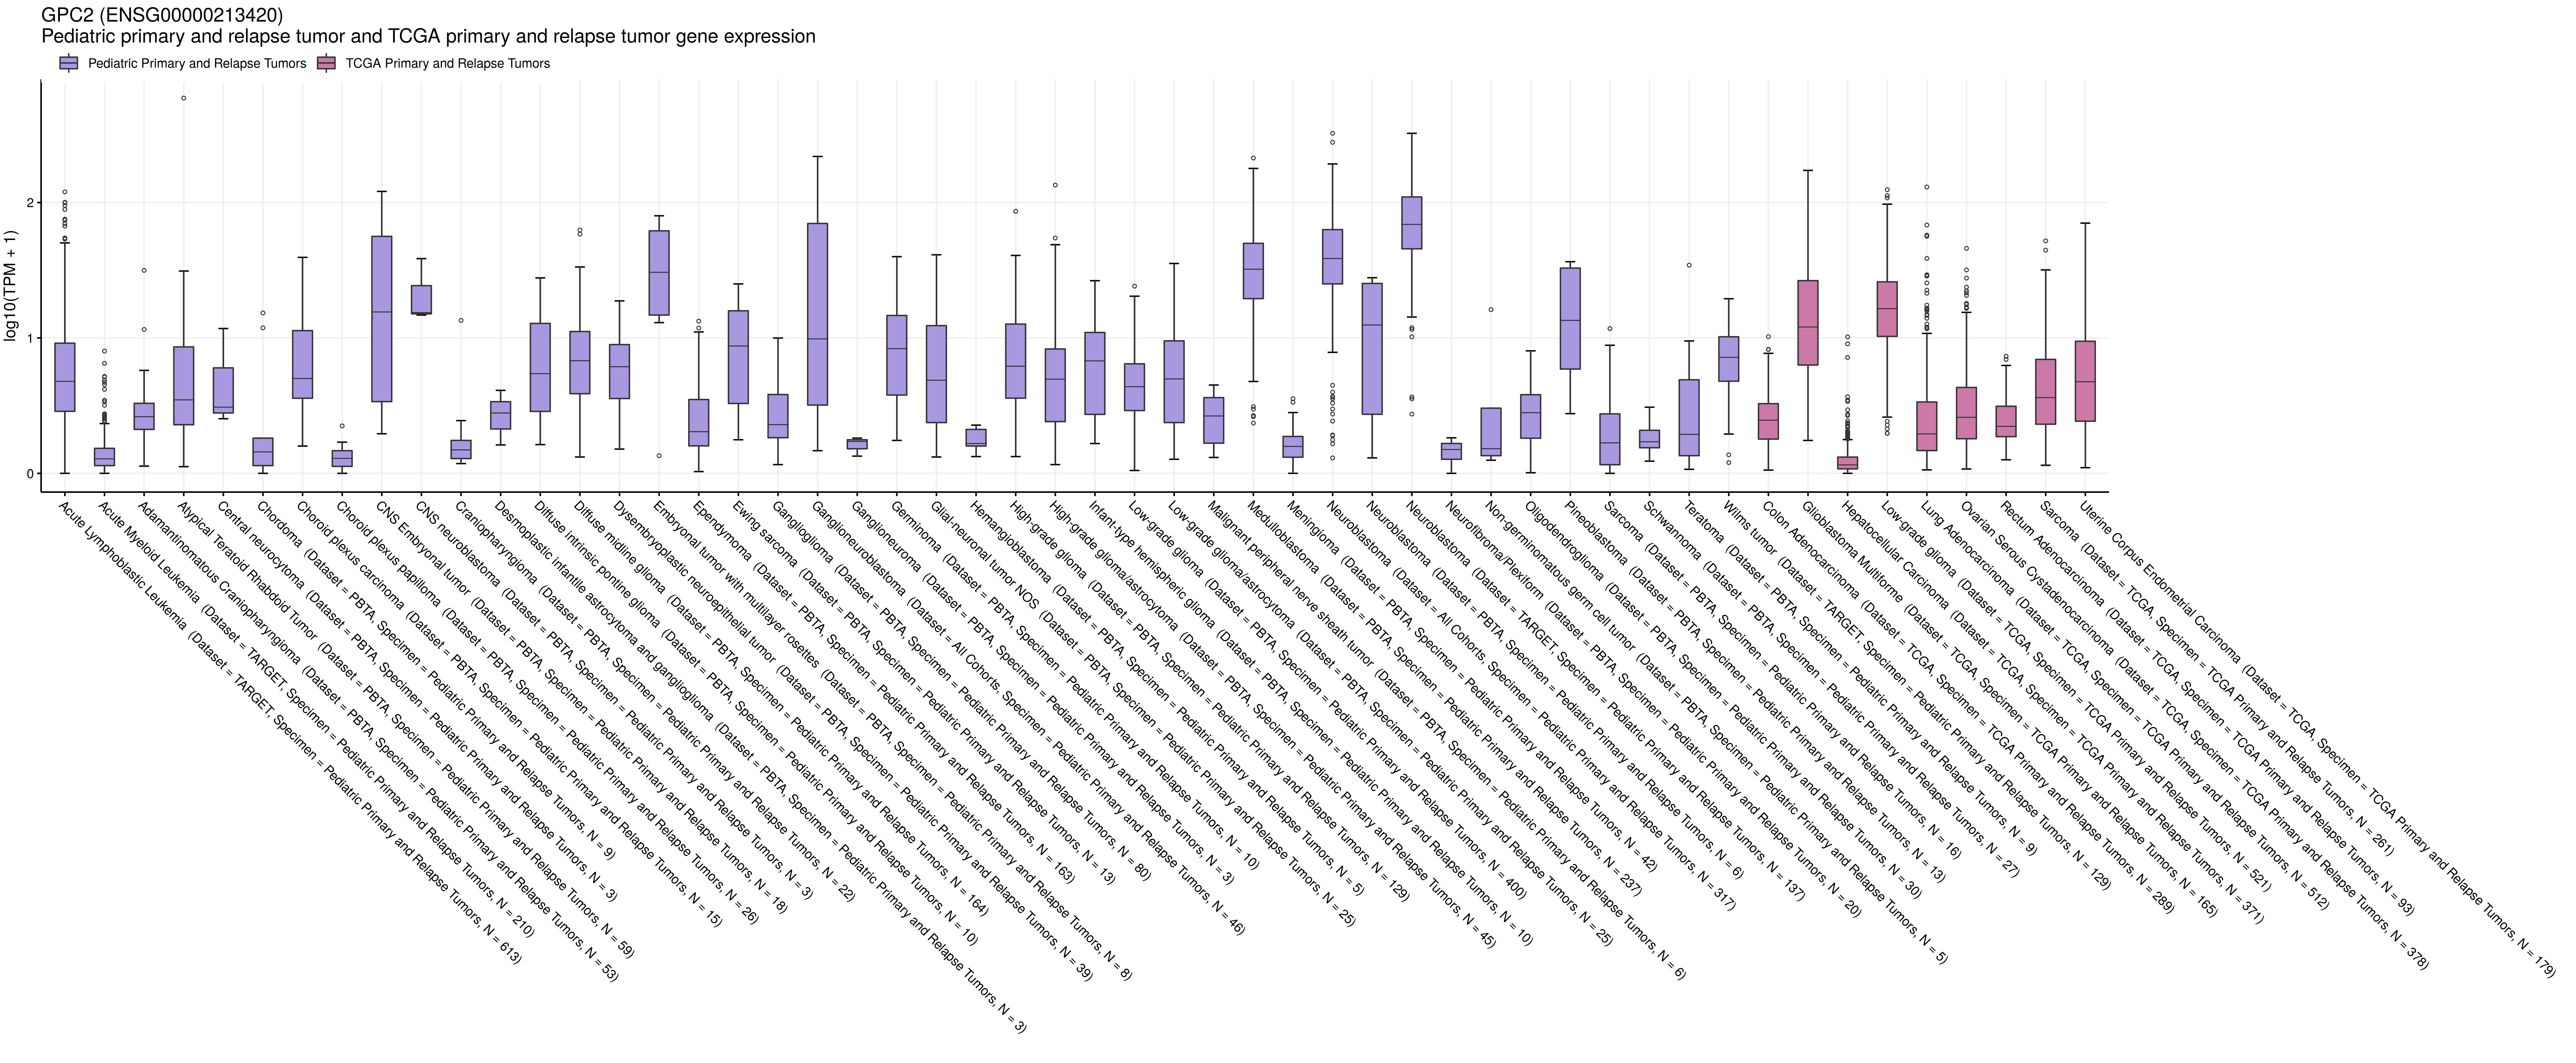 GPC2 (ENSG00000213420)
Pediatric primary and relapse tumor and TCGA primary and relapse tumor gene expression
Pediatric Primary and Relapse Tumors
TCGA Primary and Relapse Tumors
log10(TPM + 1)
2
1
0
Acute Lymphoblastic Leukemia (Dataset = TARGET, Specimen = Pediatric Primary and Relapse Tumors, N = 613)
Acute Myeloid Leukemia (Dataset = TARGET, Specimen = Pediatric Primary and Relapse Tumors, N = 210)
Adamantinomatous Craniopharyngioma (Dataset = PBTA, Specimen = Pediatric Primary and Relapse Tumors, N = 53)
Atypical Teratoid Rhabdoid Tumor (Dataset = PBTA, Specimen = Pediatric Primary and Relapse Tumors, N = 59)
Central neurocytoma (Dataset = PBTA, Specimen = Pediatric Primary and Relapse Tumors, N = 3)
Chordoma (Dataset = PBTA, Specimen = Pediatric Primary and Relapse Tumors, N = 9)
Choroid plexus carcinoma (Dataset = PBTA, Specimen = Pediatric Primary and Relapse Tumors, N = 15)
Choroid plexus papilloma (Dataset = PBTA, Specimen = Pediatric Primary and Relapse Tumors, N = 26)
CNS Embryonal tumor (Dataset = PBTA, Specimen = Pediatric Primary and Relapse Tumors, N = 18)
CNS neuroblastoma (Dataset = PBTA, Specimen = Pediatric Primary and Relapse Tumors, N = 3)
Craniopharyngioma (Dataset = PBTA, Specimen = Pediatric Primary and Relapse Tumors, N = 22)
Desmoplastic infantile astrocytoma and ganglioglioma (Dataset = PBTA, Specimen = Pediatric Primary and Relapse Tumors, N = 3)
Diffuse intrinsic pontine glioma (Dataset = PBTA, Specimen = Pediatric Primary and Relapse Tumors, N = 10)
Diffuse midline glioma (Dataset = PBTA, Specimen = Pediatric Primary and Relapse Tumors, N = 164)
Dysembryoplastic neuroepithelial tumor (Dataset = PBTA, Specimen = Pediatric Primary and Relapse Tumors, N = 39)
Embryonal tumor with multilayer rosettes (Dataset = PBTA, Specimen = Pediatric Primary and Relapse Tumors, N = 8)
Ependymoma (Dataset = PBTA, Specimen = Pediatric Primary and Relapse Tumors, N = 163)
Ewing sarcoma (Dataset = PBTA, Specimen = Pediatric Primary and Relapse Tumors, N = 13)
Ganglioglioma (Dataset = PBTA, Specimen = Pediatric Primary and Relapse Tumors, N = 80)
Ganglioneuroblastoma (Dataset = All Cohorts, Specimen = Pediatric Primary and Relapse Tumors, N = 46)
Ganglioneuroma (Dataset = PBTA, Specimen = Pediatric Primary and Relapse Tumors, N = 3)
Germinoma (Dataset = PBTA, Specimen = Pediatric Primary and Relapse Tumors, N = 10)
Glial-neuronal tumor NOS (Dataset = PBTA, Specimen = Pediatric Primary and Relapse Tumors, N = 25)
Hemangioblastoma (Dataset = PBTA, Specimen = Pediatric Primary and Relapse Tumors, N = 5)
High-grade glioma (Dataset = PBTA, Specimen = Pediatric Primary and Relapse Tumors, N = 129)
High-grade glioma/astrocytoma (Dataset = PBTA, Specimen = Pediatric Primary and Relapse Tumors, N = 45)
Infant-type hemispheric glioma (Dataset = PBTA, Specimen = Pediatric Primary and Relapse Tumors, N = 10)
Low-grade glioma (Dataset = PBTA, Specimen = Pediatric Primary and Relapse Tumors, N = 400)
Low-grade glioma/astrocytoma (Dataset = PBTA, Specimen = Pediatric Primary and Relapse Tumors, N = 25)
Malignant peripheral nerve sheath tumor (Dataset = PBTA, Specimen = Pediatric Primary and Relapse Tumors, N = 6)
Medulloblastoma (Dataset = PBTA, Specimen = Pediatric Primary and Relapse Tumors, N = 237)
Meningioma (Dataset = PBTA, Specimen = Pediatric Primary and Relapse Tumors, N = 42)
Neuroblastoma (Dataset = All Cohorts, Specimen = Pediatric Primary and Relapse Tumors, N = 317)
Neuroblastoma (Dataset = PBTA, Specimen = Pediatric Primary and Relapse Tumors, N = 6)
Neuroblastoma (Dataset = TARGET, Specimen = Pediatric Primary and Relapse Tumors, N = 137)
Neurofibroma/Plexiform (Dataset = PBTA, Specimen = Pediatric Primary and Relapse Tumors, N = 20)
Non-germinomatous germ cell tumor (Dataset = PBTA, Specimen = Pediatric Primary and Relapse Tumors, N = 5)
Oligodendroglioma (Dataset = PBTA, Specimen = Pediatric Primary and Relapse Tumors, N = 30)
Pineoblastoma (Dataset = PBTA, Specimen = Pediatric Primary and Relapse Tumors, N = 13)
Sarcoma (Dataset = PBTA, Specimen = Pediatric Primary and Relapse Tumors, N = 16)
Schwannoma (Dataset = PBTA, Specimen = Pediatric Primary and Relapse Tumors, N = 27)
Teratoma (Dataset = PBTA, Specimen = Pediatric Primary and Relapse Tumors, N = 9)
Wilms tumor (Dataset = TARGET, Specimen = Pediatric Primary and Relapse Tumors, N = 129)
Colon Adenocarcinoma (Dataset = TCGA, Specimen = TCGA Primary and Relapse Tumors, N = 289)
Glioblastoma Multiforme (Dataset = TCGA, Specimen = TCGA Primary and Relapse Tumors, N = 165)
Hepatocellular Carcinoma (Dataset = TCGA, Specimen = TCGA Primary and Relapse Tumors, N = 371)
Low-grade glioma (Dataset = TCGA, Specimen = TCGA Primary and Relapse Tumors, N = 521)
Lung Adenocarcinoma (Dataset = TCGA, Specimen = TCGA Primary and Relapse Tumors, N = 512)
Ovarian Serous Cystadenocarcinoma (Dataset = TCGA, Specimen = TCGA Primary and Relapse Tumors, N = 378)
Rectum Adenocarcinoma (Dataset = TCGA, Specimen = TCGA Primary and Relapse Tumors, N = 93)
Sarcoma (Dataset = TCGA, Specimen = TCGA Primary and Relapse Tumors, N = 261)
Uterine Corpus Endometrial Carcinoma (Dataset = TCGA, Specimen = TCGA Primary and Relapse Tumors, N = 179)